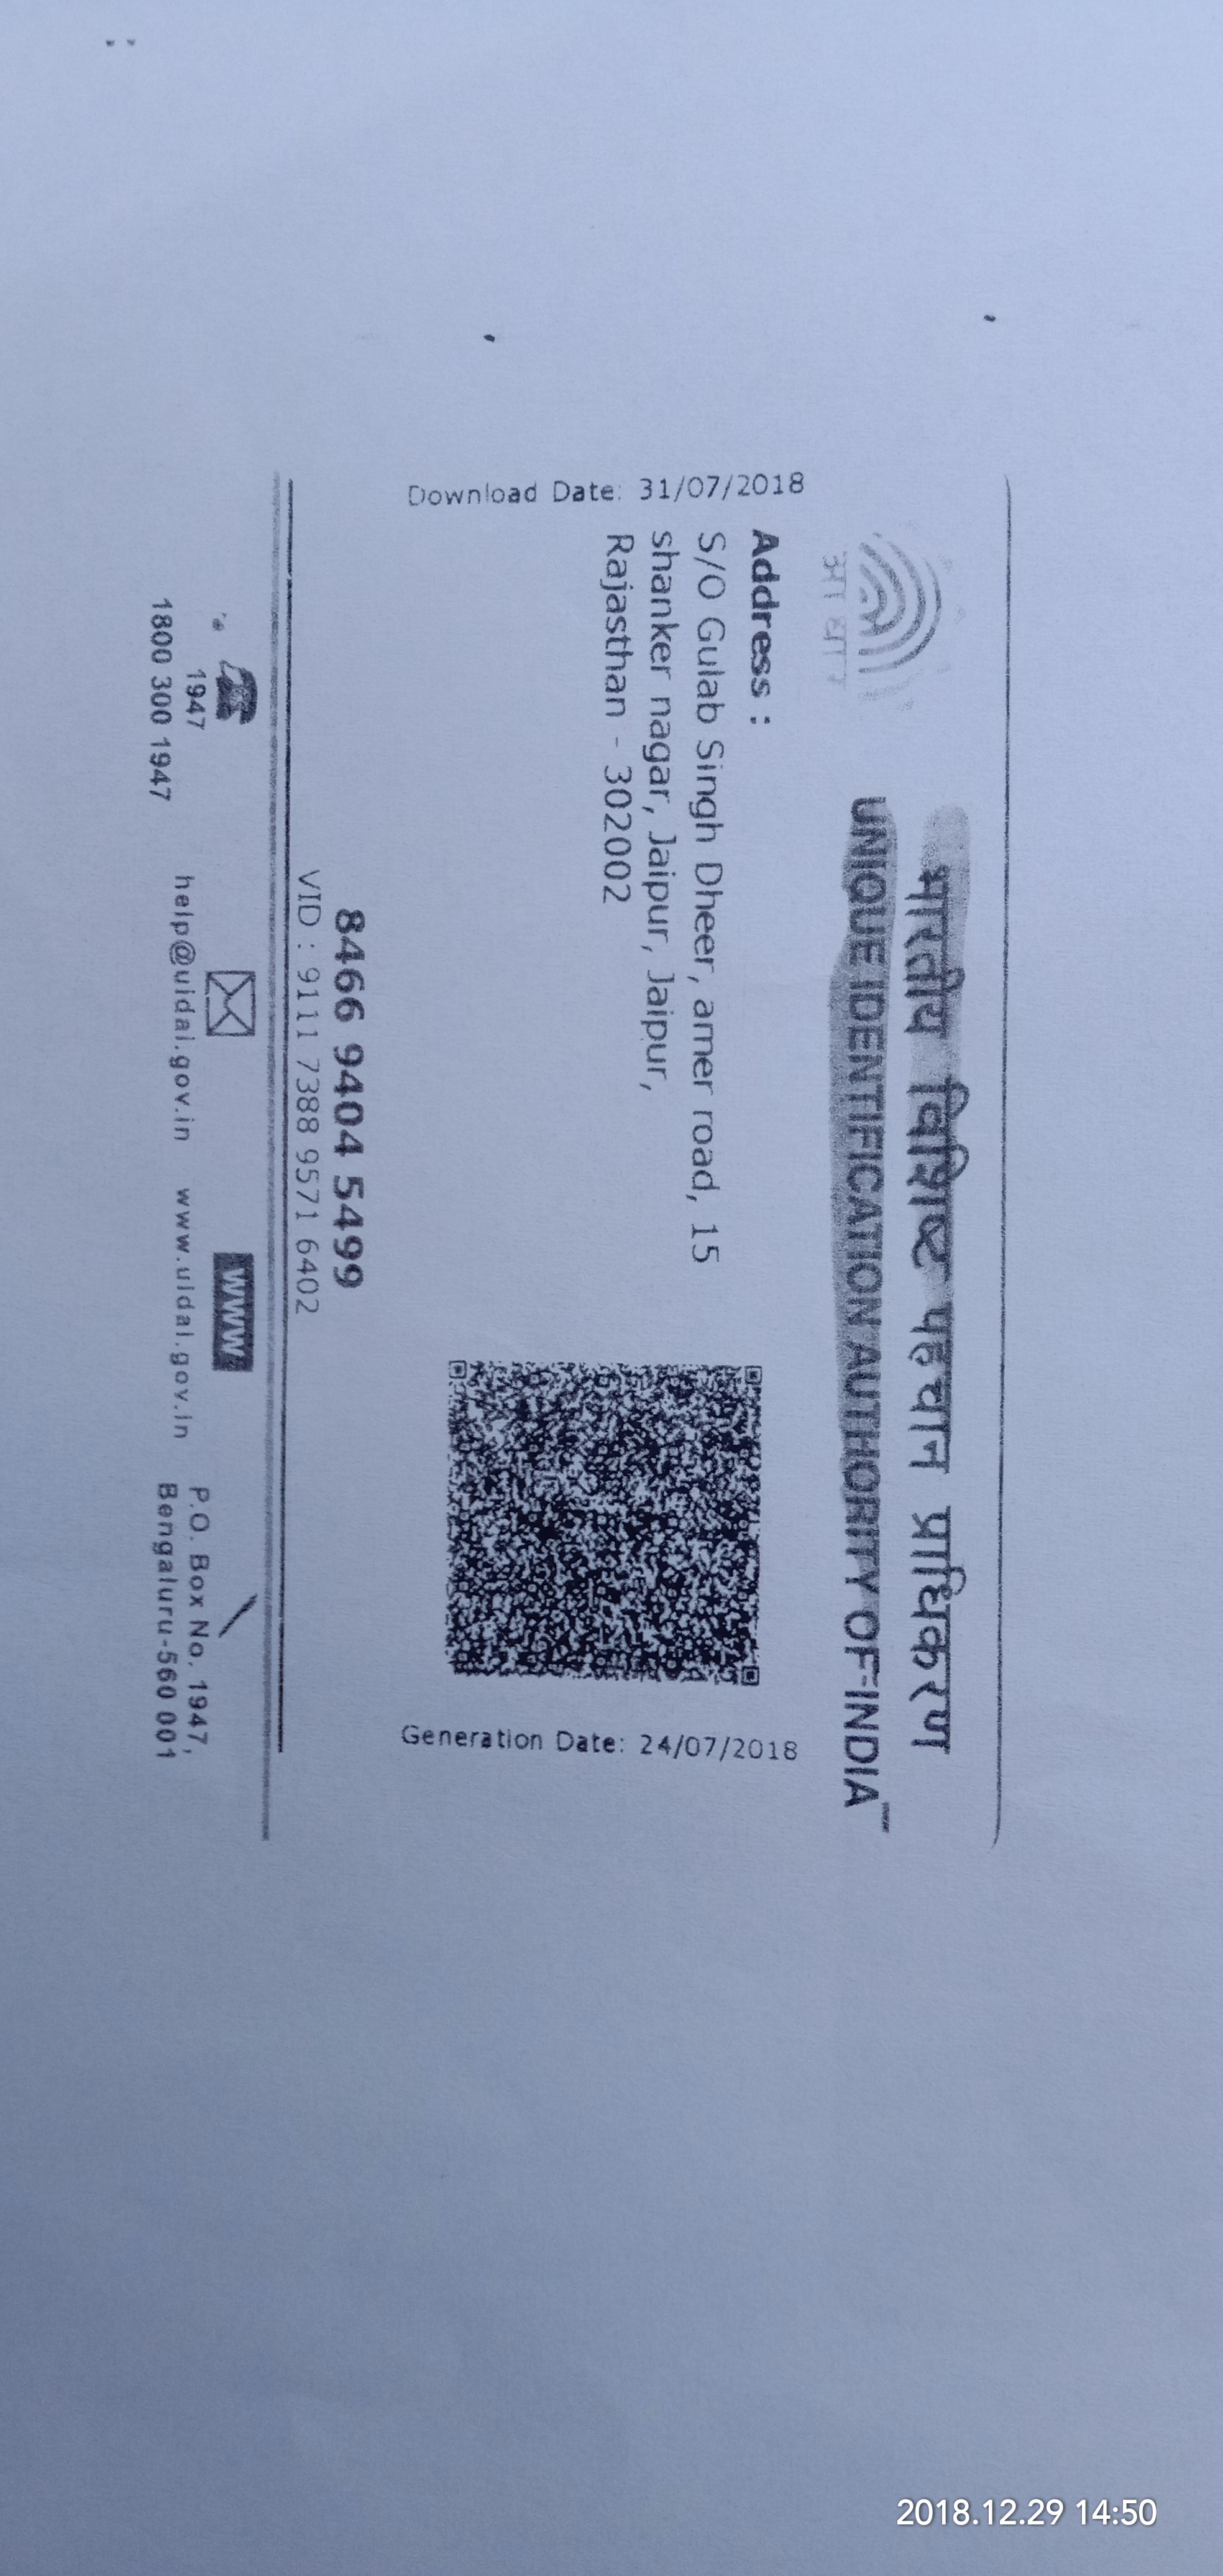 भारतीय विशिष्ट पहचान प्राधिकरण
UNIQUE IDENTIFICATION AUTHORITY OF INDIA
Download Date: 31/07/2018
Address :
S/O Gulab Singh Dheer, amer road, 15
shanker nagar, Jaipur, Jaipur,
Rajasthan - 302002
Generation Date: 24/07/2018
8466 9404 5499
VID : 9111 7388 9571 6402
1947
1800 300 1947
help@uidai.gov.in
WWW
www.uidai.gov.in
P.O. Box No. 1947,
Bengaluru-560 001
2018.12.29 14:50